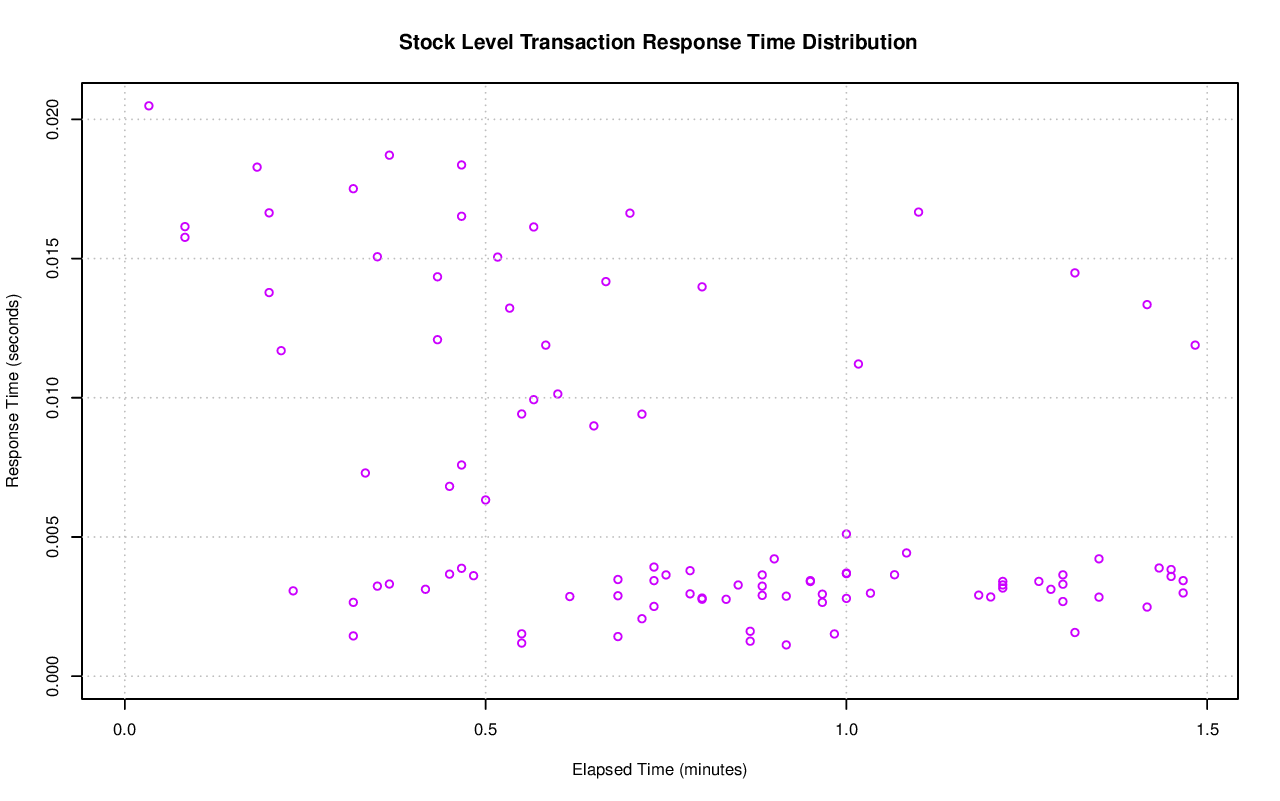 Stock Level Transaction Response Time Distribution
Response Time (seconds)
0.020
0.015
0.010
0.005
0.000
0.0 0.5 1.0 1.5
Elapsed Time (minutes)